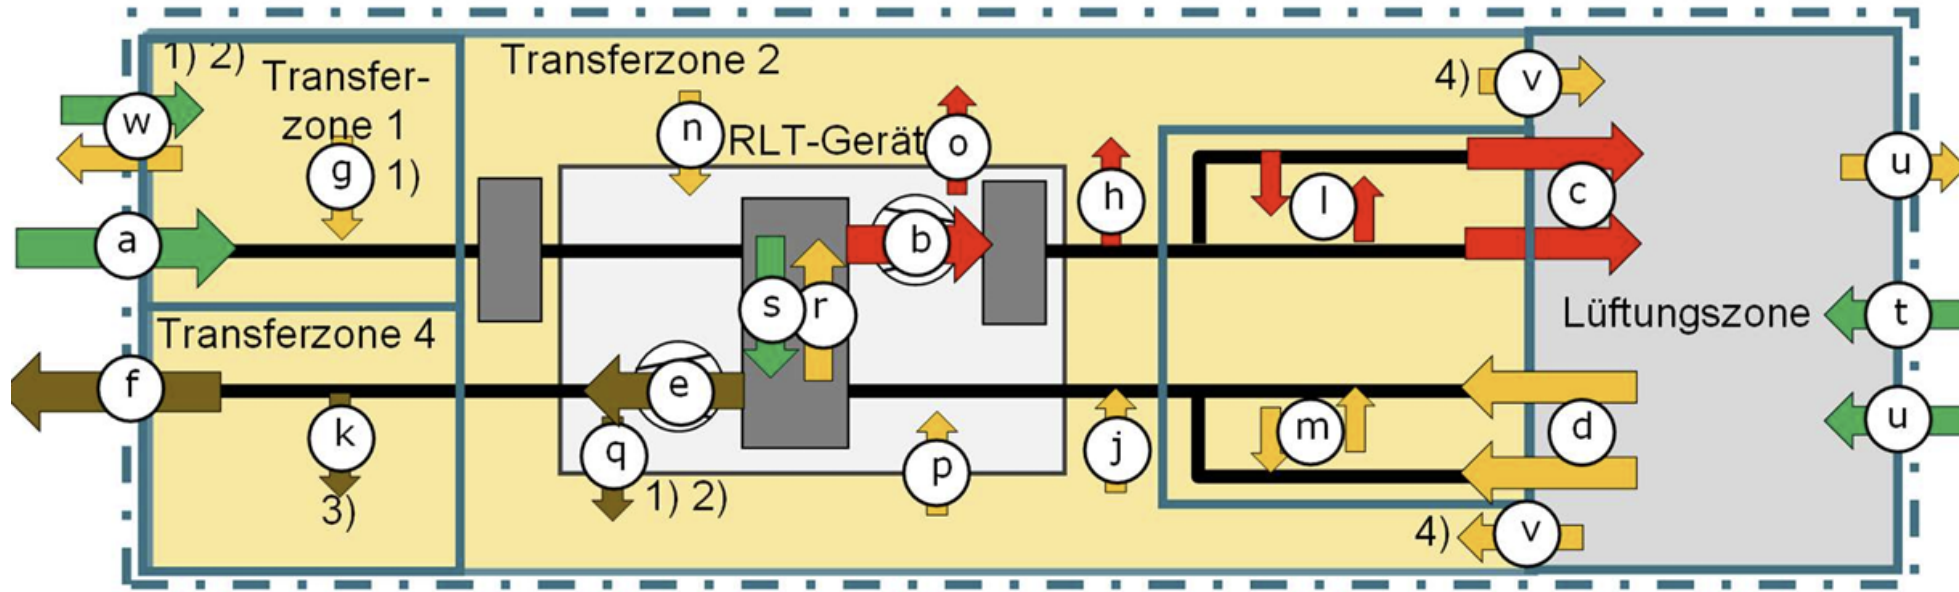 1) 2)
Transfer-
zone 1
Transferzone 2
4)
v
w
n
RLT-Gerät
o
g
1)
h
l
c
u
a
b
s
r
Lüftungszone
t
Transferzone 4
f
e
k
3)
q
1) 2)
p
j
m
d
u
4)
v